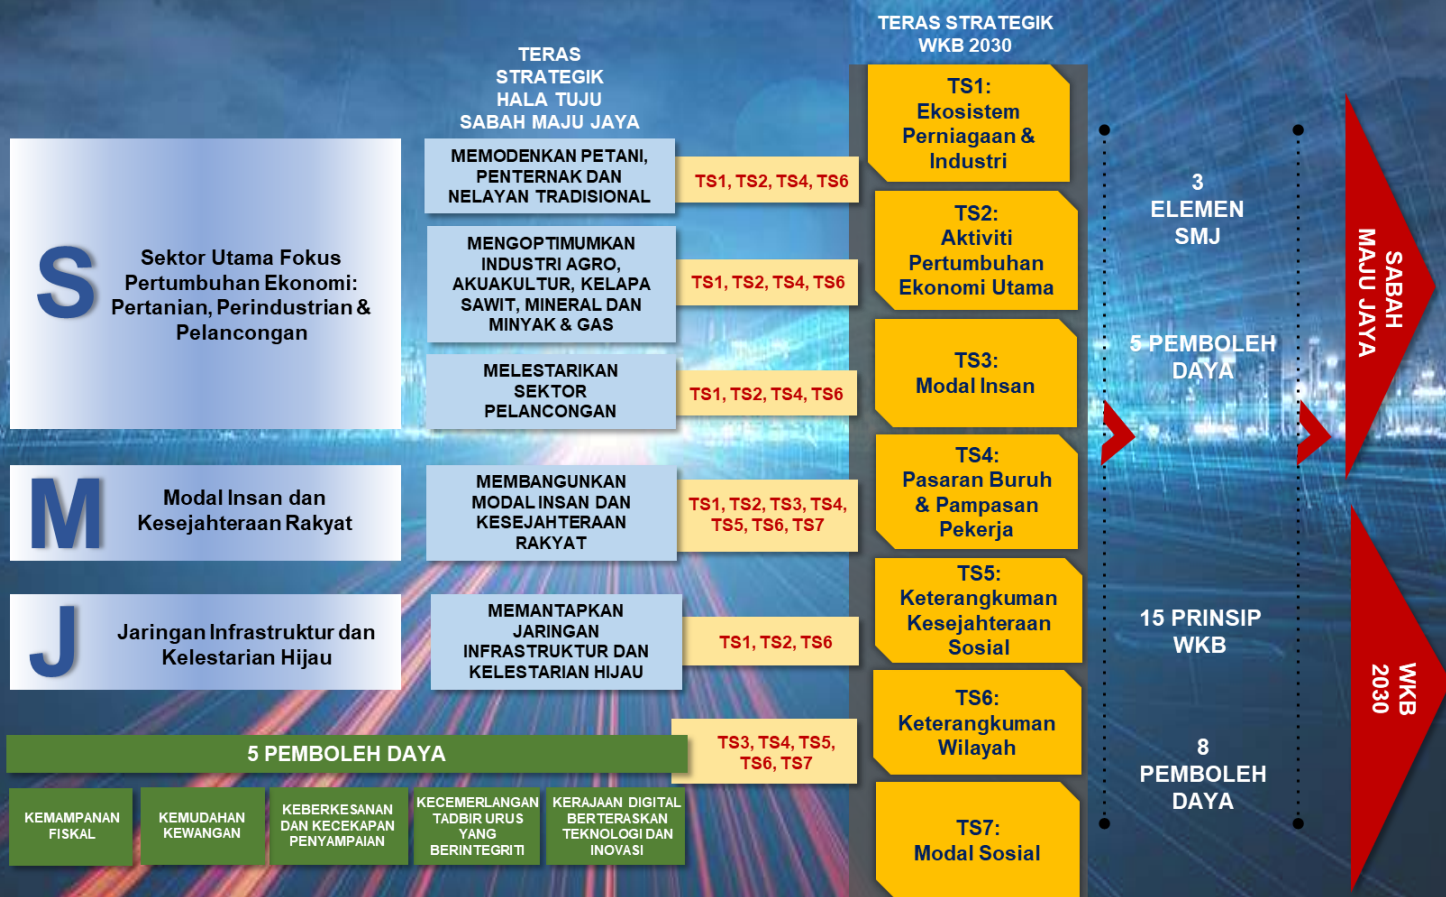 TERAS STRATEGIK
WKB 2030
TERAS
STRATEGIK
HALA TUJU
SABAH MAJU JAYA
S
Sektor Utama Fokus
Pertumbuhan Ekonomi:
Pertanian, Perindustrian &
Pelancongan
MEMODENKAN PETANI,
PENTERNAK DAN
NELAYAN TRADISIONAL
TS1, TS2, TS4, TS6
MENGOPTIMUMKAN
INDUSTRI AGRO,
AKUAKULTUR, KELAPA
SAWIT, MINERAL DAN
MINYAK & GAS
TS1, TS2, TS4, TS6
MELESTARIKAN
SEKTOR
PELANCONGAN
TS1, TS2, TS4, TS6
M
Modal Insan dan
Kesejahteraan Rakyat
MEMBANGUNKAN
MODAL INSAN DAN
KESEJAHTERAAN
RAKYAT
TS1, TS2, TS3, TS4,
TS5, TS6, TS7
J
Jaringan Infrastruktur dan
Kelestarian Hijau
MEMANTAPKAN
JARINGAN
INFRASTRUKTUR DAN
KELESTARIAN HIJAU
TS1, TS2, TS6
5 PEMBOLEH DAYA
TS3, TS4, TS5,
TS6, TS7
KEMAMPANAN
FISKAL
KEMUDAHAN
KEWANGAN
KEBERKESANAN
DAN KECEKAPAN
PENYAMPAIAN
KECEMERLANGAN
TADBIR URUS
YANG
BERINTEGRITI
KERAJAAN DIGITAL
BERTERASKAN
TEKNOLOGI DAN
INOVASI
TS1:
Ekosistem
Perniagaan &
Industri
TS2:
Aktiviti
Pertumbuhan
Ekonomi Utama
TS3:
Modal Insan
TS4:
Pasaran Buruh
& Pampasan
Pekerja
TS5:
Keterangkuman
Kesejahteraan
Sosial
TS6:
Keterangkuman
Wilayah
TS7:
Modal Sosial
3
ELEMEN
SMJ
5 PEMBOLEH
DAYA
15 PRINSIP
WKB
8
PEMBOLEH
DAYA
SABAH
MAJU JAYA
WKB
2030